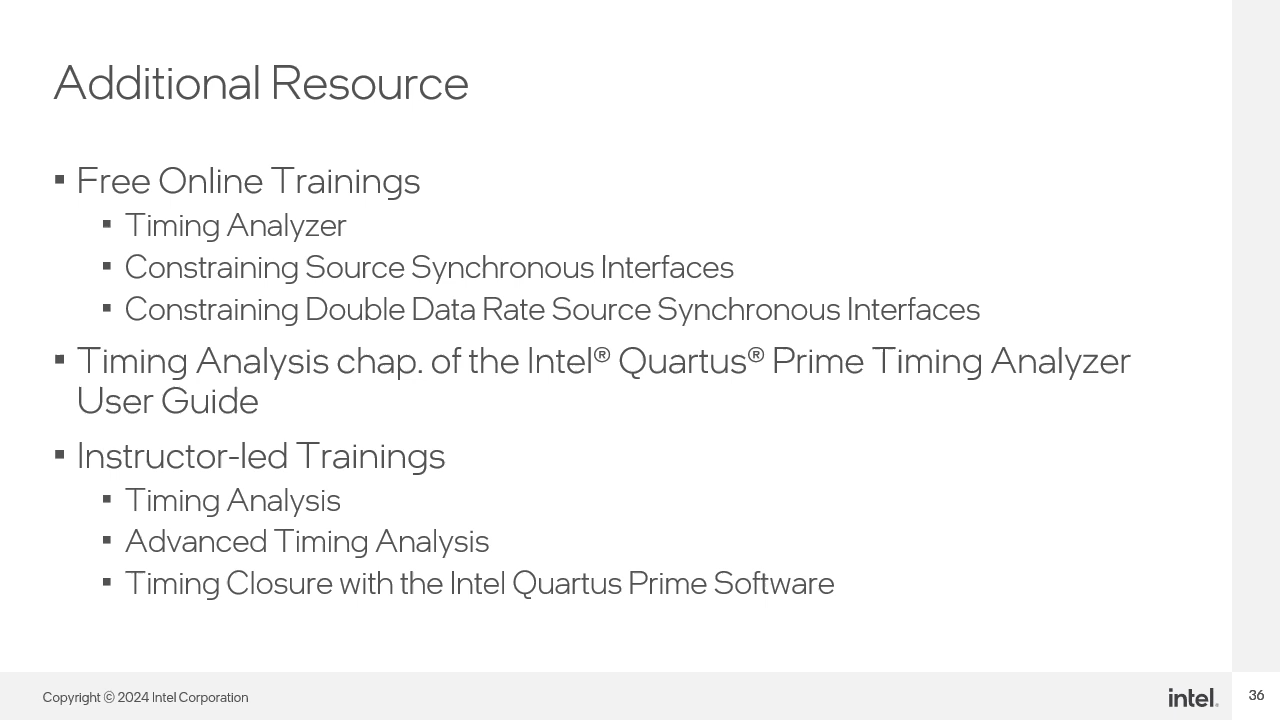 Additional Resource
▪ Free Online Trainings
▪ Timing Analyzer
▪ Constraining Source Synchronous Interfaces
▪ Constraining Double Data Rate Source Synchronous Interfaces
▪ Timing Analysis chap. of the Intel® Quartus® Prime Timing Analyzer
User Guide
▪ Instructor-led Trainings
▪ Timing Analysis
▪ Advanced Timing Analysis
▪ Timing Closure with the Intel Quartus Prime Software
Copyright © 2024 Intel Corporation
intel.
36